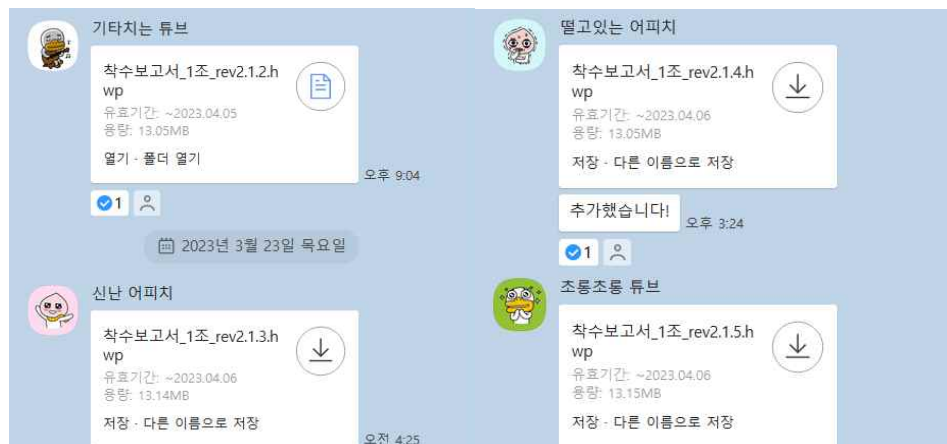 기타치는 튜브
착수보고서_1조_rev2.1.2.h
wp
유효기간: ~2023.04.05
용량: 13.05MB
열기 · 폴더 열기
오후 9:04
1
2023년 3월 23일 목요일
신난 어피치
착수보고서_1조_rev2.1.3.h
wp
유효기간: ~2023.04.06
용량: 13.14MB
저장 · 다른 이름으로 저장
오전 4:25
떨고있는 어피치
착수보고서_1조_rev2.1.4.h
wp
유효기간: ~2023.04.06
용량: 13.05MB
저장 · 다른 이름으로 저장
추가했습니다!
오후 3:24
1
초롱초롱 튜브
착수보고서_1조_rev2.1.5.h
wp
유효기간: ~2023.04.06
용량: 13.15MB
저장 · 다른 이름으로 저장